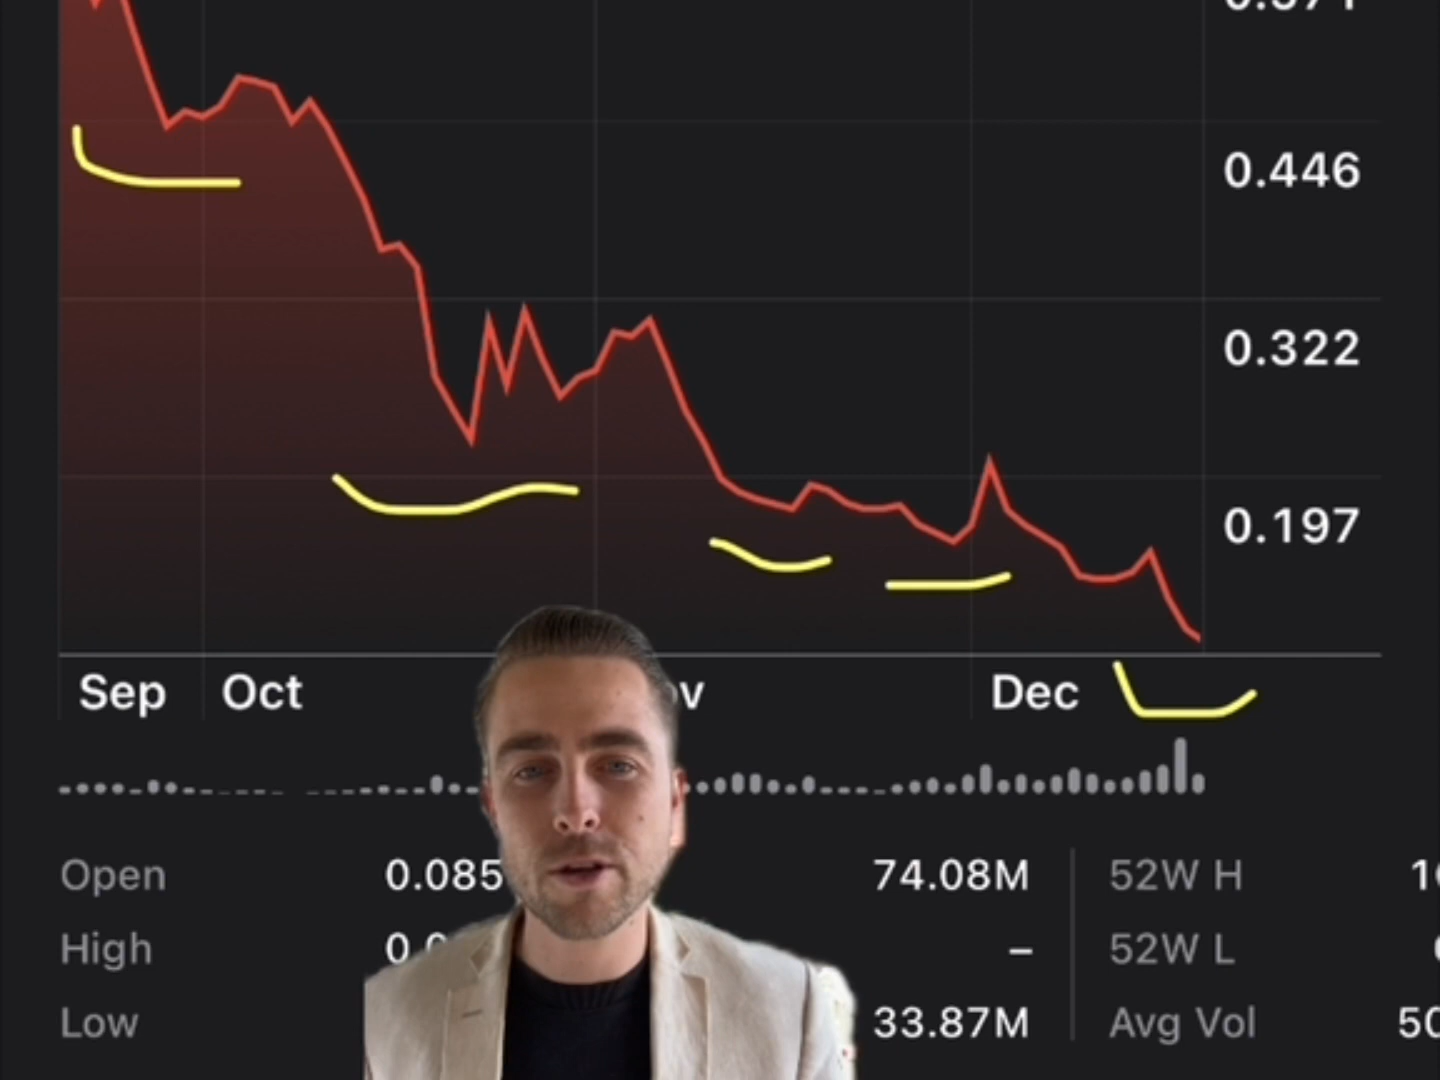 0.446
0.322
0.197
Sep Oct Dec
Open 0.085 74.08M 52W H
High – 52W L
Low 33.87M Avg Vol